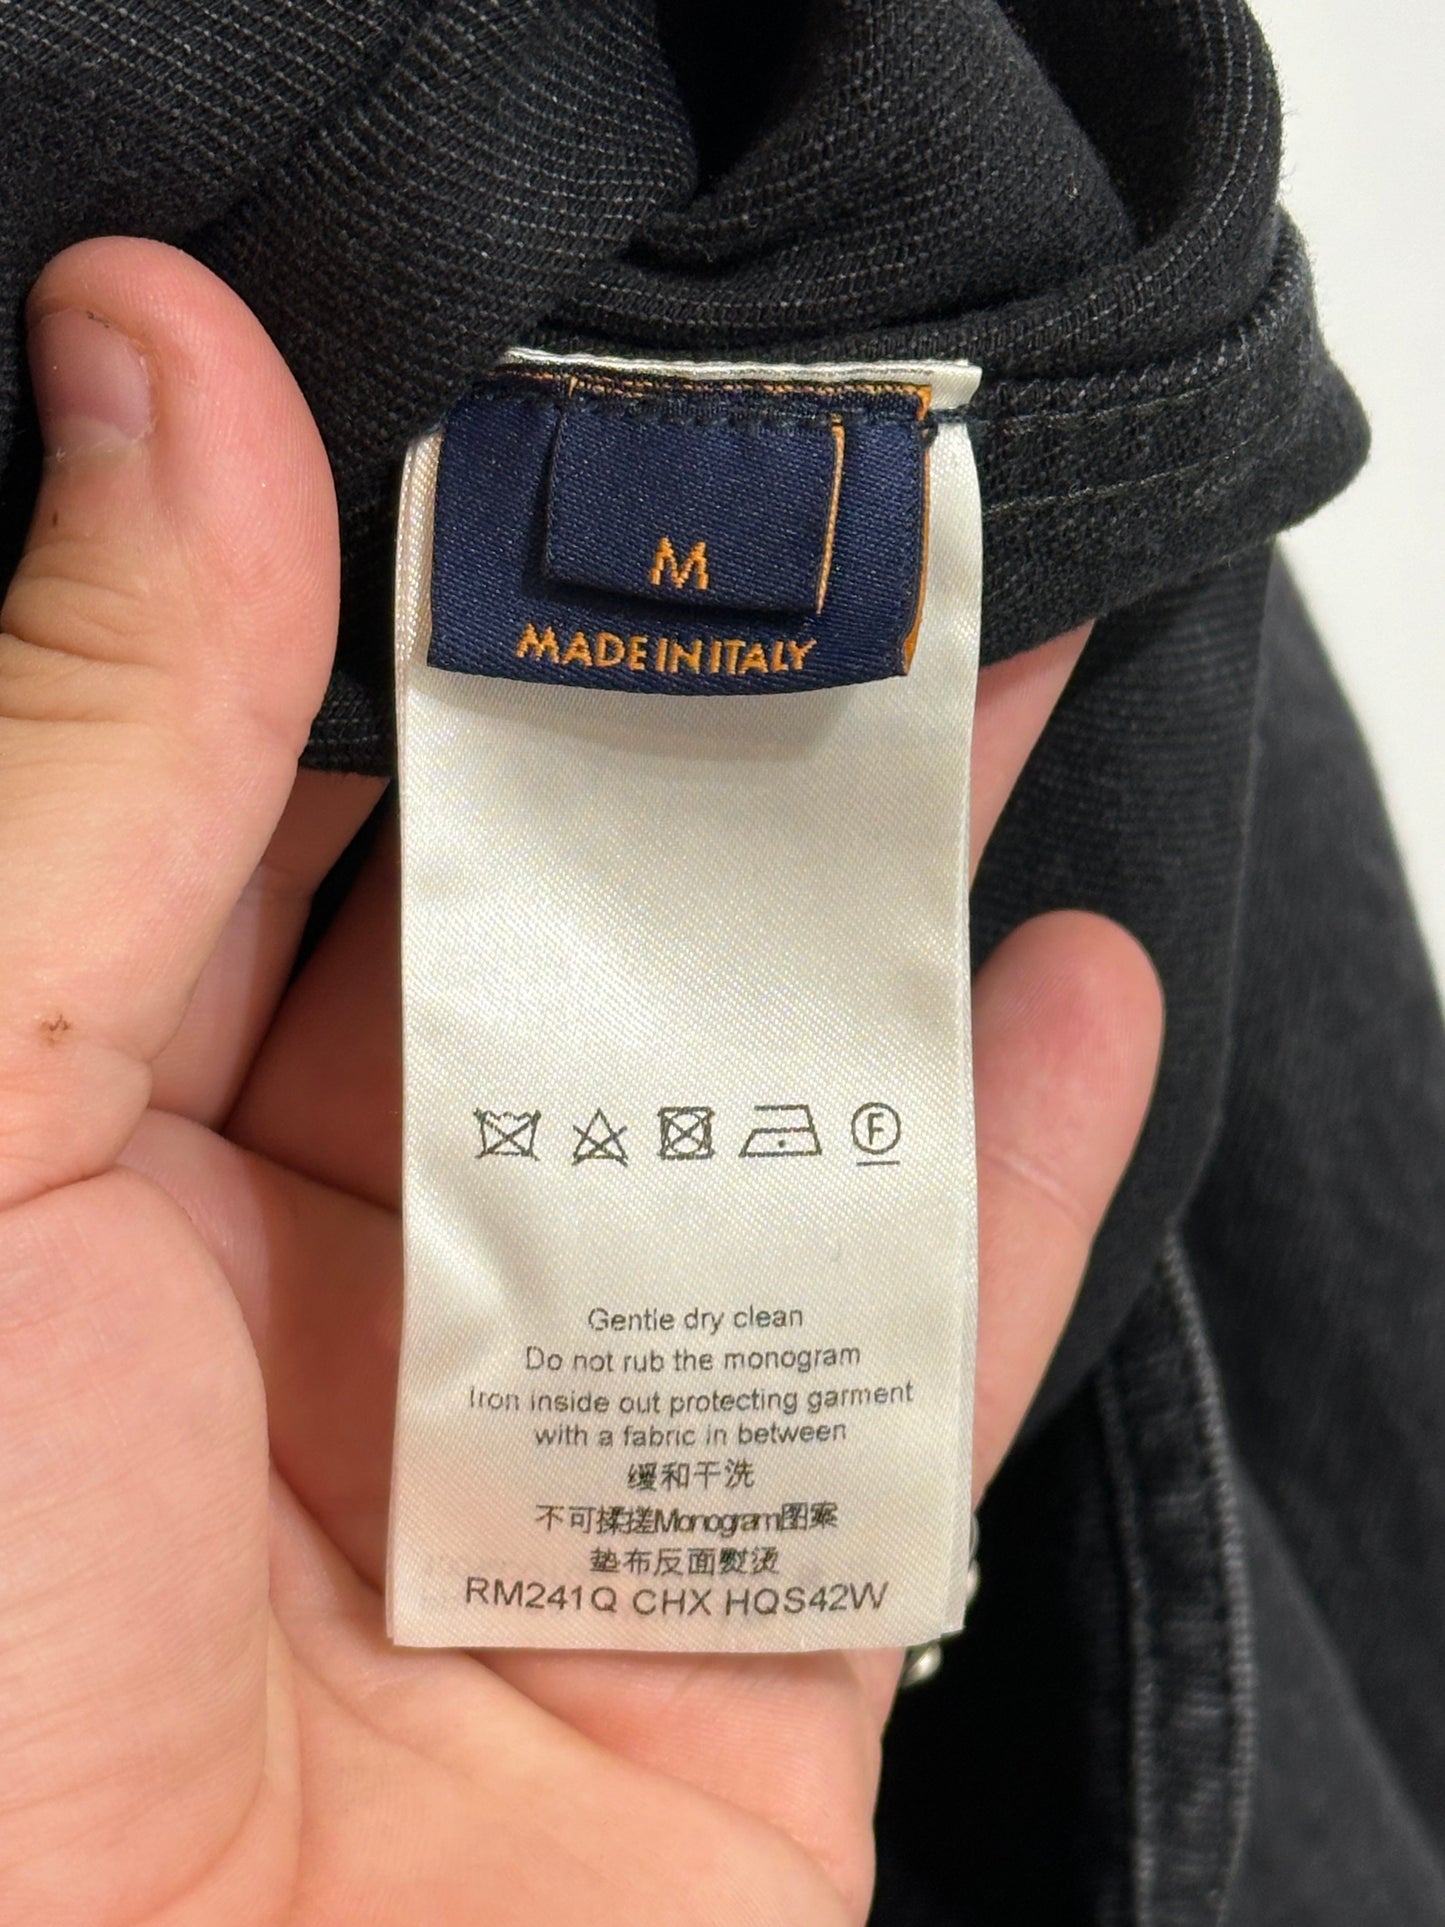 M
MADE IN ITALY
F
Gentle dry clean
Do not rub the monogram
Iron inside out protecting garment
with a fabric in between
缓和干洗
不可揉搓Monogram图案
垫布反面熨烫
RM241Q CHX HQS42W